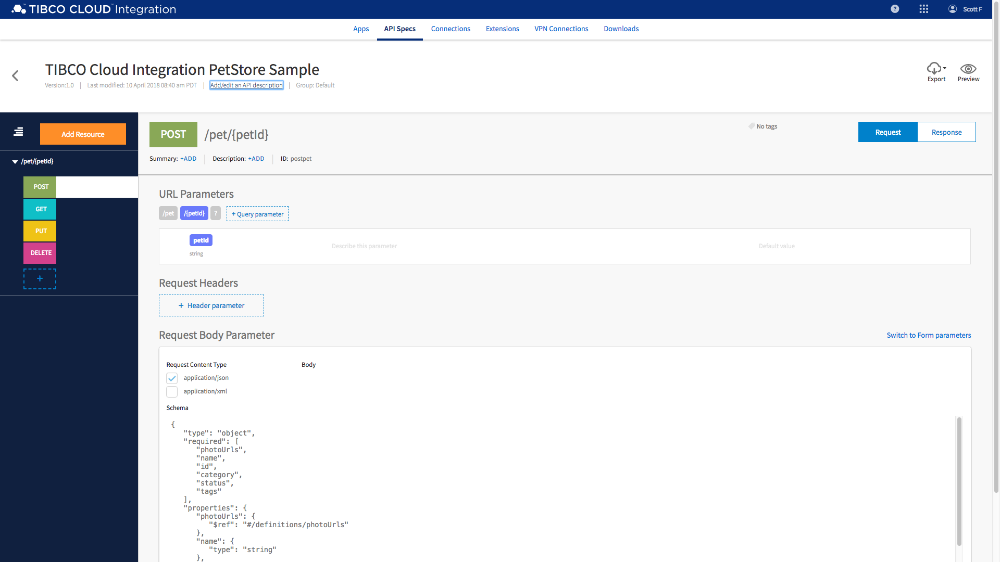 TIBCO CLOUD™ Integration
? Scott F
Apps API Specs Connections Extensions VPN Connections Downloads
TIBCO Cloud Integration PetStore Sample
Version:1.0 | Last modified: 10 April 2018 08:40 am PDT | Add/edit an API description | Group: Default
Export Preview
Add Resource
/pet/{petId}
POST
GET
PUT
DELETE
+
POST /pet/{petId}
No tags
Request Response
Summary: +ADD Description: +ADD ID: postpet
URL Parameters
/pet /{petId} ? + Query parameter
petId
string
Describe this parameter Default value
Request Headers
+ Header parameter
Request Body Parameter Switch to Form parameters
Request Content Type Body
application/json
application/xml
Schema
{
"type": "object",
"required": [
"photoUrls",
"name",
"id",
"category",
"status",
"tags"
],
"properties": {
"photoUrls": {
"$ref": "#/definitions/photoUrls"
},
"name": {
"type": "string"
},